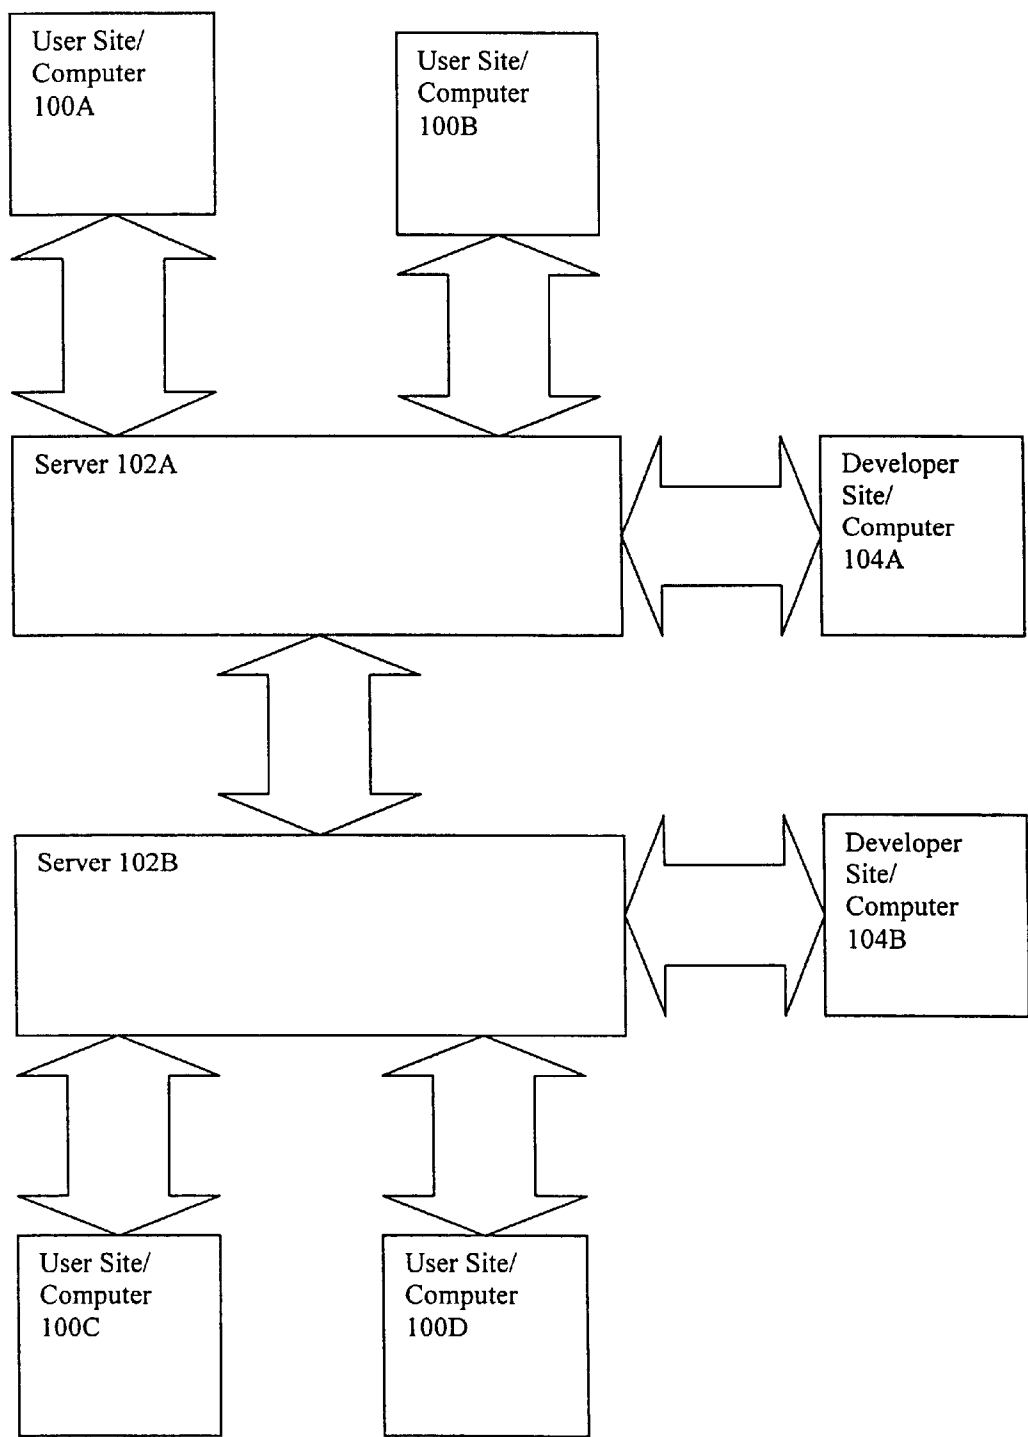 User Site/
Computer
100A
User Site/
Computer
100B
Server 102A
Developer
Site/
Computer
104A
Server 102B
Developer
Site/
Computer
104B
User Site/
Computer
100C
User Site/
Computer
100D